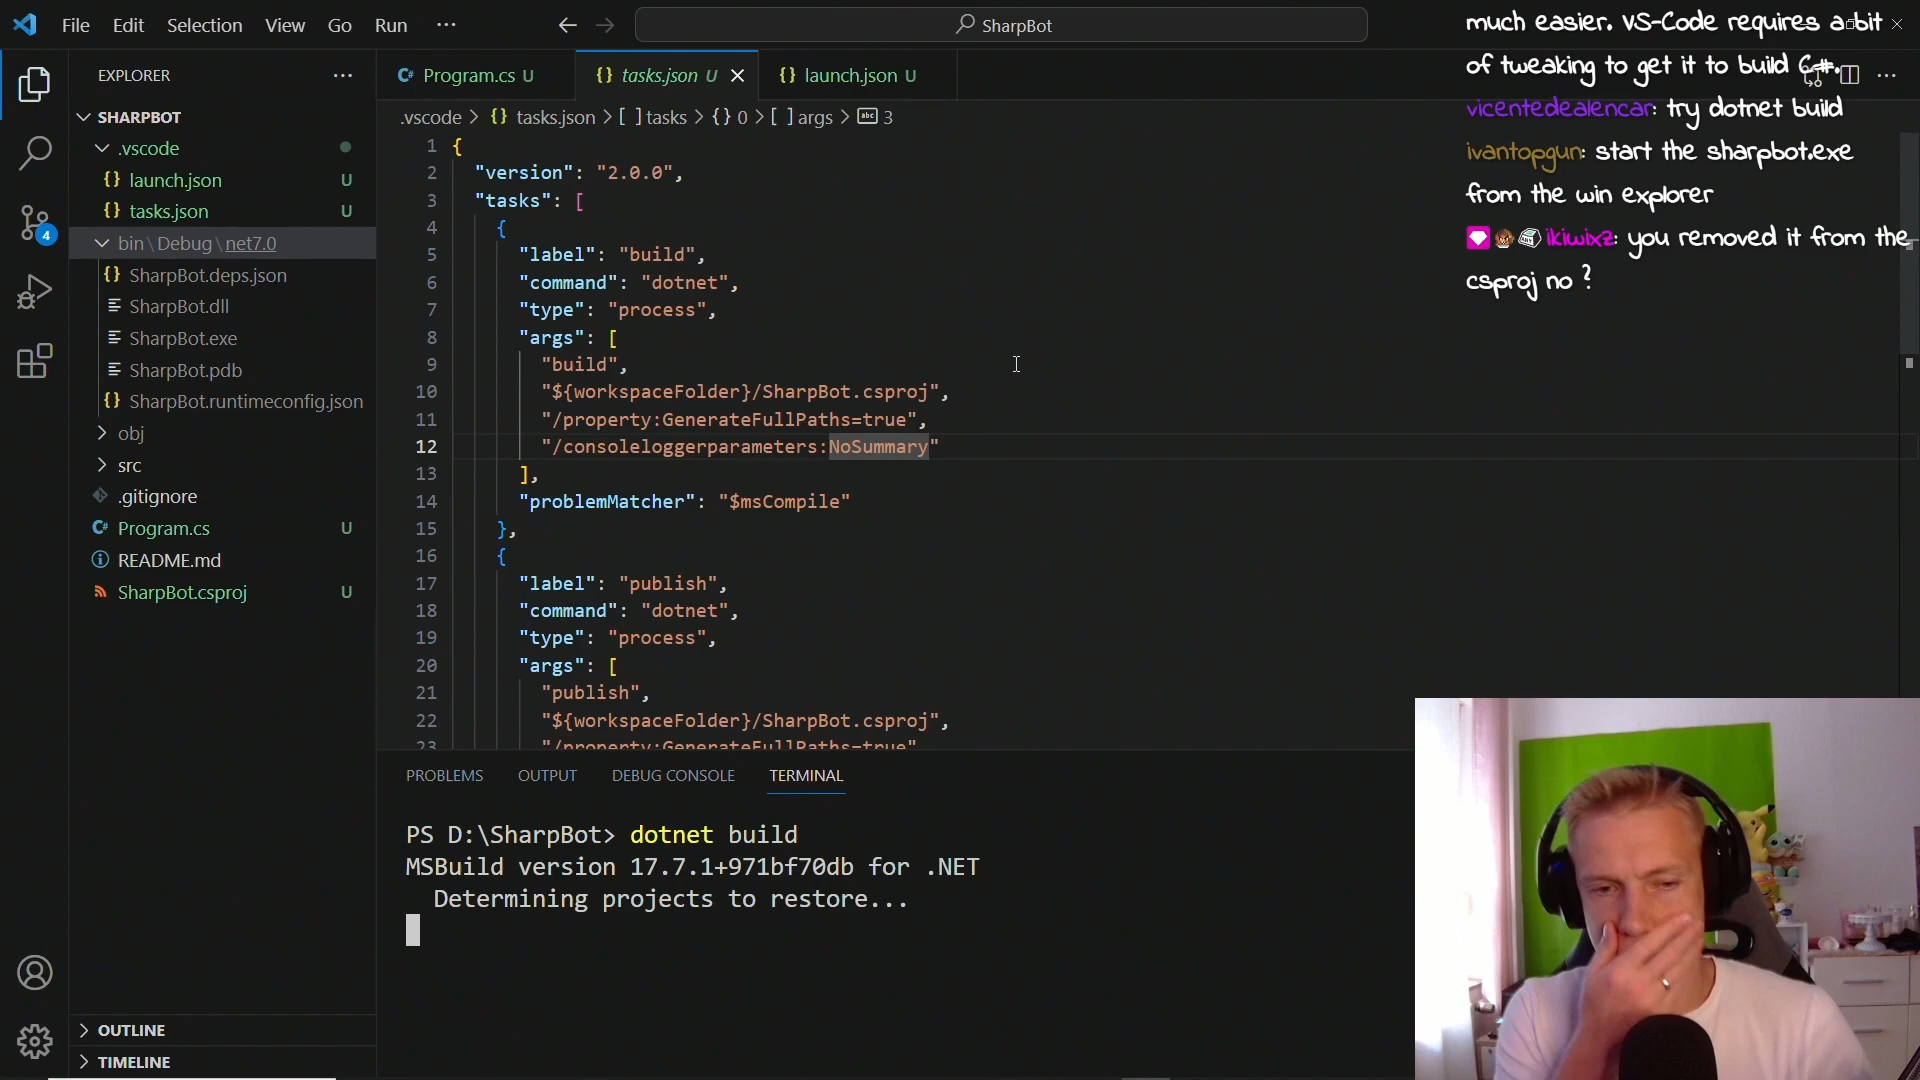 File Edit Selection View Go Run ···
SharpBot
EXPLORER
SHARPBOT
.vscode
launch.json U
tasks.json U
bin\Debug\net7.0
SharpBot.deps.json
SharpBot.dll
SharpBot.exe
SharpBot.pdb
SharpBot.runtimeconfig.json
obj
src
.gitignore
Program.cs U
README.md
SharpBot.csproj U
OUTLINE
TIMELINE
4
Program.cs U
tasks.json U
launch.json U
.vscode > {} tasks.json > [ ] tasks > {} 0 > [ ] args > abc 3
1 {
2 "version": "2.0.0",
3 "tasks": [
4 {
5 "label": "build",
6 "command": "dotnet",
7 "type": "process",
8 "args": [
9 "build",
10 "${workspaceFolder}/SharpBot.csproj",
11 "/property:GenerateFullPaths=true",
12 "/consoleloggerparameters:NoSummary"
13 ],
14 "problemMatcher": "$msCompile"
15 },
16 {
17 "label": "publish",
18 "command": "dotnet",
19 "type": "process",
20 "args": [
21 "publish",
22 "${workspaceFolder}/SharpBot.csproj",
23 "/property:GenerateFullPaths=true"
PROBLEMS OUTPUT DEBUG CONSOLE TERMINAL
PS D:\SharpBot> dotnet build
MSBuild version 17.7.1+971bf70db for .NET
Determining projects to restore...
much easier. VS-Code requires a bit
of tweaking to get it to build C#.
vicentedealencar: try dotnet build
ivantopgun: start the sharpbot.exe
from the win explorer
ikiwixz: you removed it from the
csproj no ?